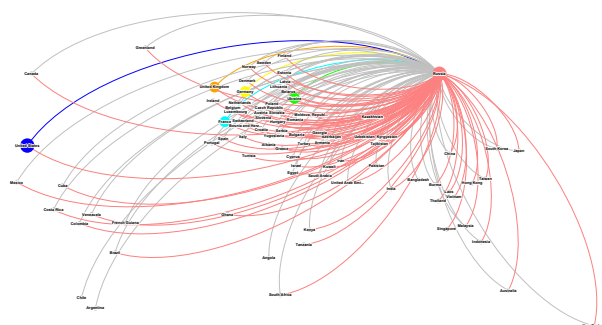 Greenland
Canada
Finland
Sweden
Norway
Russia
Estonia
Denmark
Latvia
Lithuania
United Kingdom
Germany
Belarus
Ukraine
Ireland
Netherlands
Poland
Belgium
Czech Republic
Luxembourg
Austria
Slovakia
Moldova, Republ...
Kazakhstan
France
Switzerland
Slovenia
Hungary
Romania
Croatia
Serbia
Georgia
Spain
Italy
Yugoslavia
Bulgaria
Azerbaijan
Uzbekistan
Kyrgyzstan
Portugal
Albania
Greece
Turkey
Armenia
Tajikistan
United States
Tunisia
Cyprus
Iran
China
South Korea
Japan
Israel
Kuwait
Pakistan
Egypt
Saudi Arabia
Mexico
Cuba
United Arab Emi...
India
Bangladesh
Burma
Taiwan
Hong Kong
Laos
Vietnam
Thailand
Costa Rica
Venezuela
Colombia
French Guiana
Ghana
Kenya
Malaysia
Singapore
Indonesia
Brazil
Tanzania
Angola
Chile
Argentina
South Africa
Australia